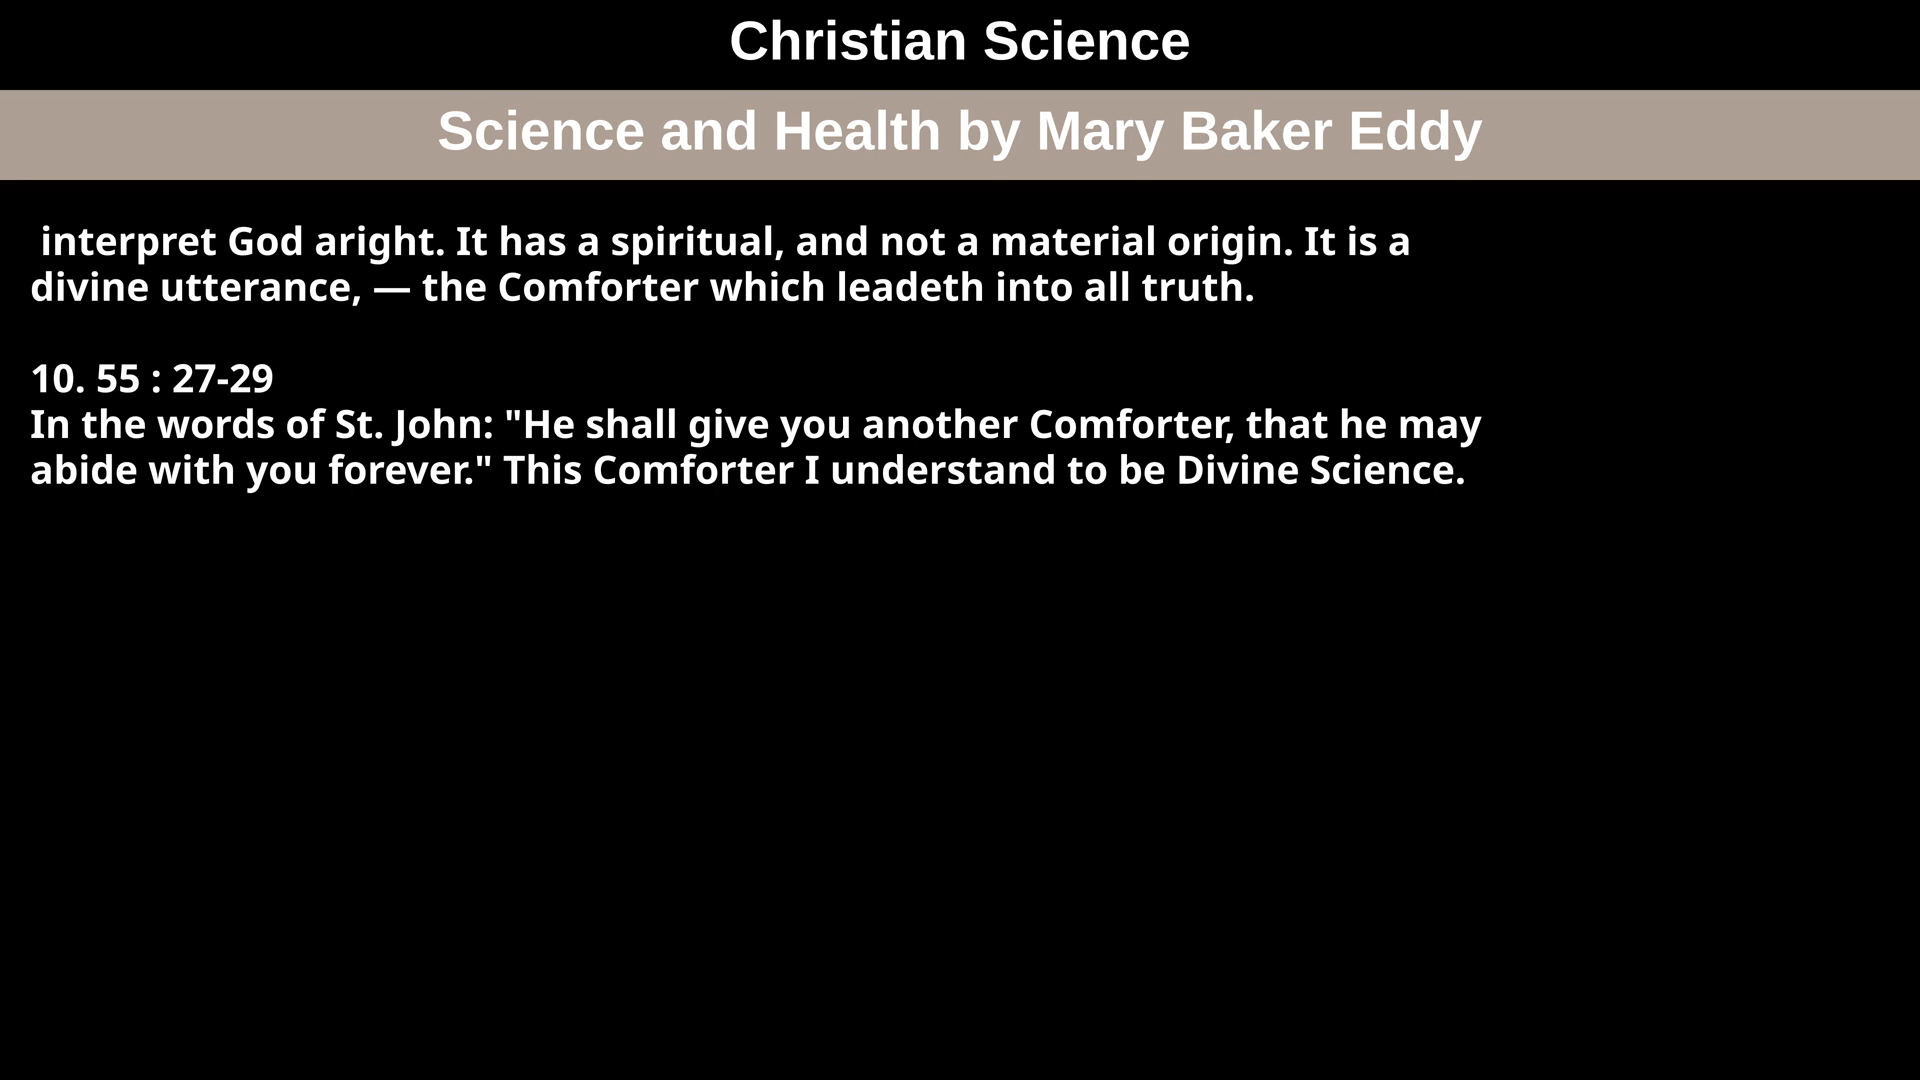 Christian Science
Science and Health by Mary Baker Eddy
interpret God aright. It has a spiritual, and not a material origin. It is a
divine utterance, — the Comforter which leadeth into all truth.
10. 55 : 27-29
In the words of St. John: "He shall give you another Comforter, that he may
abide with you forever." This Comforter I understand to be Divine Science.